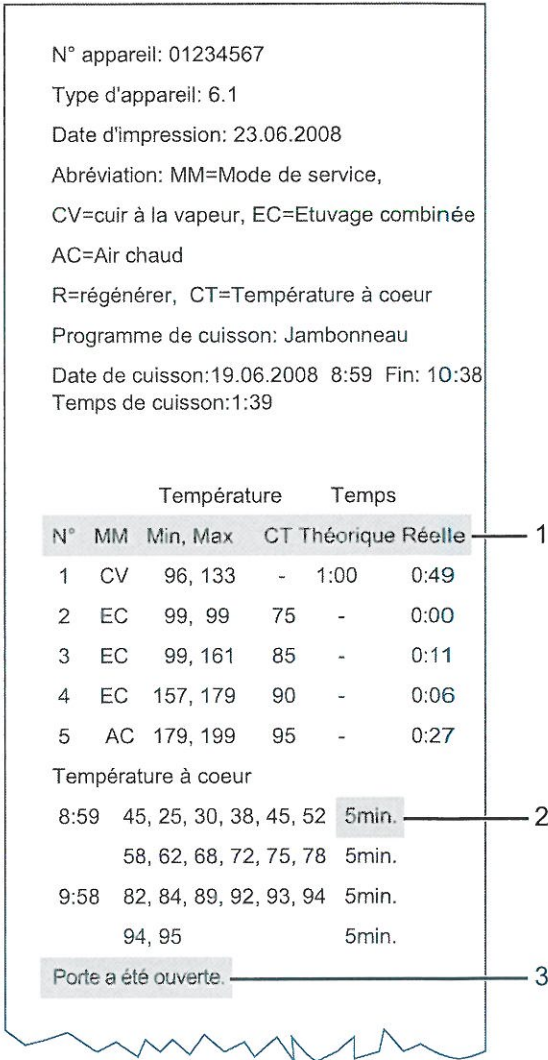 N° appareil: 01234567
Type d'appareil: 6.1
Date d'impression: 23.06.2008
Abréviation: MM=Mode de service,
CV=cuir à la vapeur, EC=Etuvage combinée
AC=Air chaud
R=régénérer, CT=Température à coeur
Programme de cuisson: Jambonneau
Date de cuisson:19.06.2008 8:59 Fin: 10:38
Temps de cuisson:1:39
Température Temps
N° MM Min, Max CT Théorique Réelle 1
1 CV 96, 133 - 1:00 0:49
2 EC 99, 99 75 - 0:00
3 EC 99, 161 85 - 0:11
4 EC 157, 179 90 - 0:06
5 AC 179, 199 95 - 0:27
Température à coeur
8:59 45, 25, 30, 38, 45, 52 5min. 2
58, 62, 68, 72, 75, 78 5min.
9:58 82, 84, 89, 92, 93, 94 5min.
94, 95 5min.
Porte a été ouverte. 3